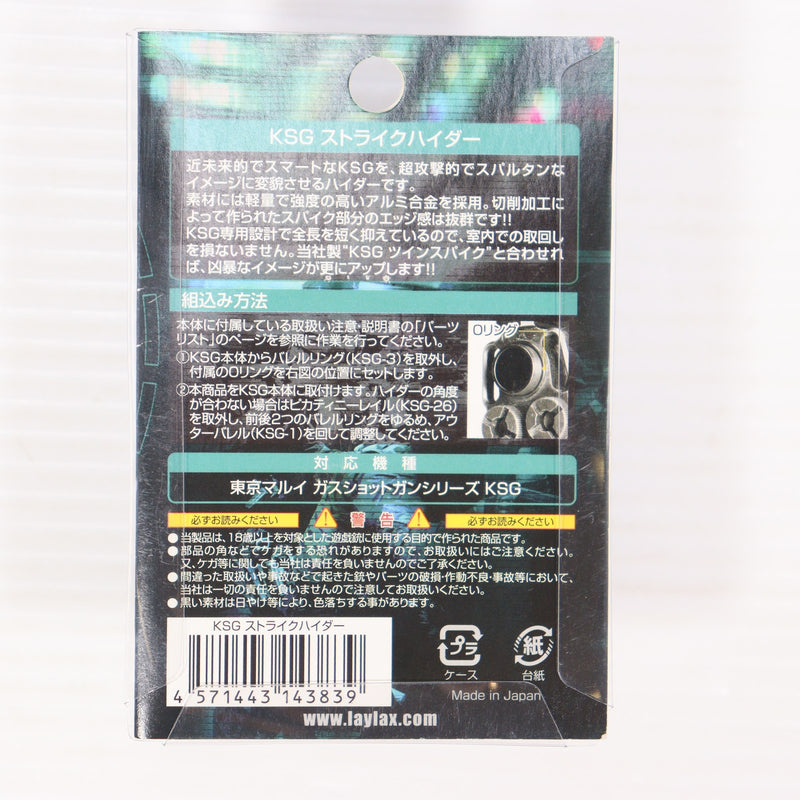 KSG ストライクハイダー
近未来的でスマートなKSGを、超攻撃的でスパルタンな
イメージに変貌させるハイダーです。
素材には軽量で強度の高いアルミ合金を採用。切削加工に
よって作られたスパイク部分のエッジ感は抜群です!!
KSG専用設計で全長を短く抑えているので、室内での取回し
を損ないません。当社製"KSG ツインスパイク"と合わせれ
ば、凶暴なイメージが更にアップします!!
組込み方法
本体に付属している取扱い注意・説明書の「パーツ
リスト」のページを参照に作業を行ってください。
①KSG本体からバレルリング(KSG-3)を取外し、
付属のOリングを右図の位置にセットします。
②本商品をKSG本体に取付けます。ハイダーの角度
が合わない場合はピカティニーレイル(KSG-26)
を取外し、前後2つのバレルリングをゆるめ、アウ
ターバレル(KSG-1)を回して調整してください。
Oリング
対応機種
東京マルイ ガスショットガンシリーズ KSG
必ずお読みください 警告 必ずお読みください
●当製品は、18歳以上を対象とした遊戯銃に使用する目的で作られた商品です。
●部品の角などでケガをする恐れがありますので、お取扱いにはご注意ください。
又、ケガ等に関しても当社は責任を負いませんのでご了承ください。
●間違った取扱いや事故などで起きた銃やパーツの破損・作動不良・事故等において、
当社は一切の責任を負いませんので注意してお取扱いください。
●黒い素材は日やけ等により、色落ちする事があります。
KSG ストライクハイダー
4 571443 143839
プラ
ケース
紙
台紙
Made in Japan
www.laylax.com